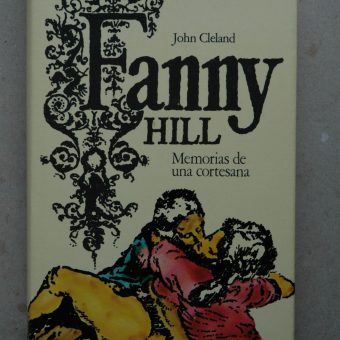 John Cleland
Fanny
HILL
Memorias de
una cortesana